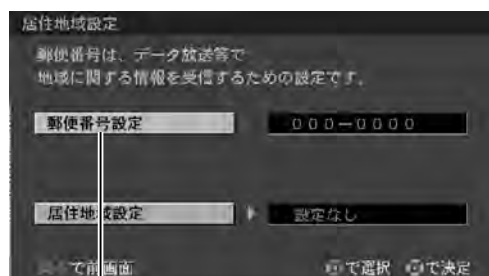 居住地域設定
郵便番号は、データ放送等で
地域に関する情報を受信するための設定です。
郵便番号設定 000-0000
居住地域設定 設定なし
で前画面 で選択 で決定